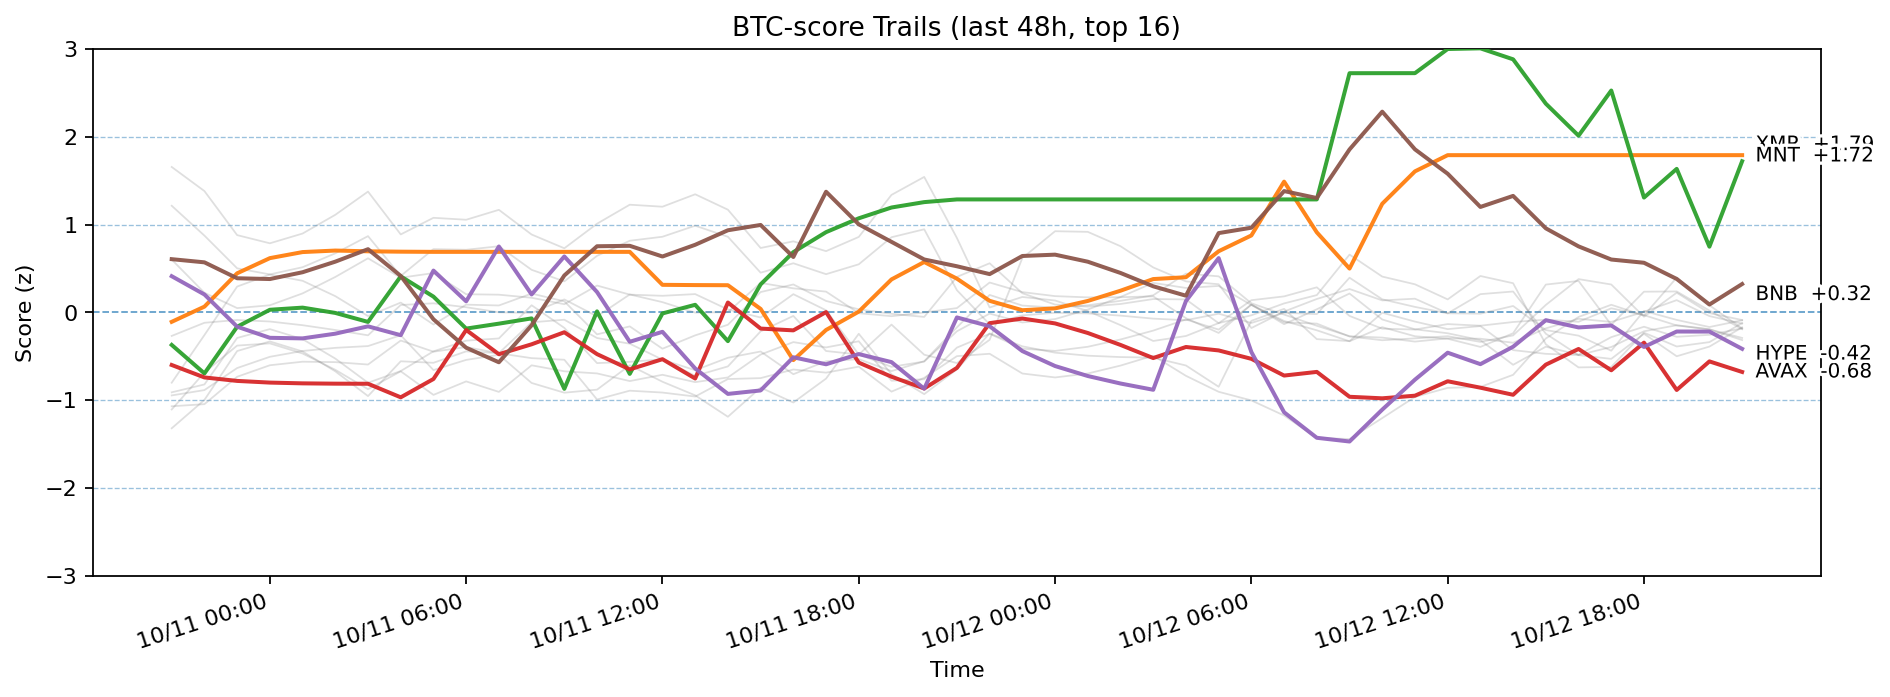 BTC-score Trails (last 48h, top 16)
Score (z)
3
2
1
0
−1
−2
−3
XMR +1.79
MNT +1.72
BNB +0.32
HYPE -0.42
AVAX -0.68
10/11 00:00
10/11 06:00
10/11 12:00
10/11 18:00
10/12 00:00
10/12 06:00
10/12 12:00
10/12 18:00
Time